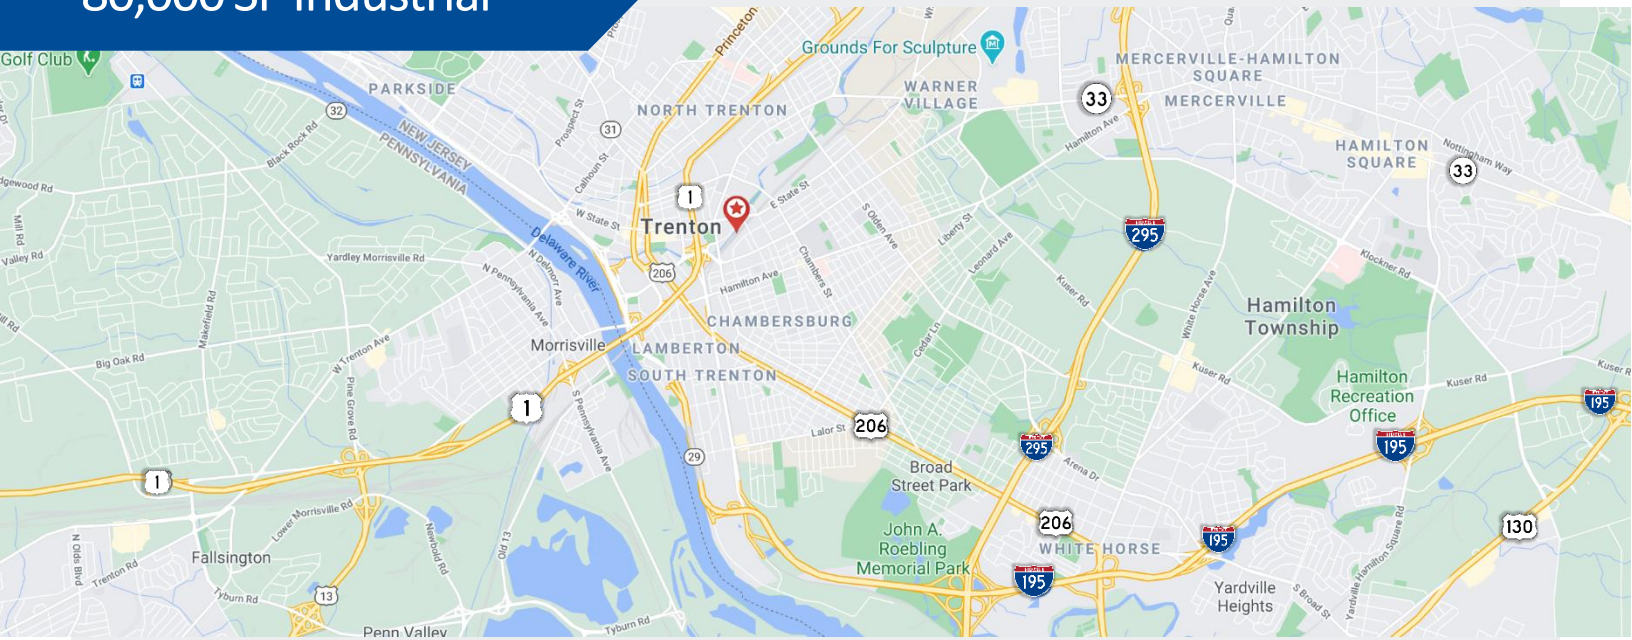 80,000 SF Industrial
Golf Club
PARKSIDE
Grounds For Sculpture
MERCERVILLE-HAMILTON
SQUARE
WARNER
VILLAGE
33
MERCERVILLE
32
NORTH TRENTON
Princeton
Prospect St
31
NEW JERSEY
PENNSYLVANIA
Black Rock Rd
Hamilton Ave
HAMILTON
SQUARE
Nottingham Way
33
Calhoun St
1
E State St
W State St
Trenton
S Olden Ave
Liberty St
295
Valley Rd
Delaware River
Yardley Morrisville Rd
N Pennsylvania Ave
N Delmorr Ave
206
Hamilton Ave
Chambers St
Leonard Ave
Klockner Rd
Kuser Rd
White Horse Ave
Makefield Rd
Hamilton
Township
CHAMBERSBURG
Cedar Ln
Big Oak Rd
W Trenton Ave
Morrisville
LAMBERTON
SOUTH TRENTON
Kuser Rd
Hamilton
Recreation
Office
Kuser Rd
195
Pine Grove Rd
1
S Pennsylvania Ave
Lalor St
206
295
195
29
Arena Dr
Broad
Street Park
1
Lower Morrisville Rd
206
130
John A.
Roebling
Memorial Park
WHITE HORSE
195
Newbold Rd
Old 13
N Olds Blvd
Fallsington
Trenton Rd
Yardville Hamilton Square Rd
195
13
Tyburn Rd
Yardville
Heights
S Broad St
Penn Valley
Tyburn Rd